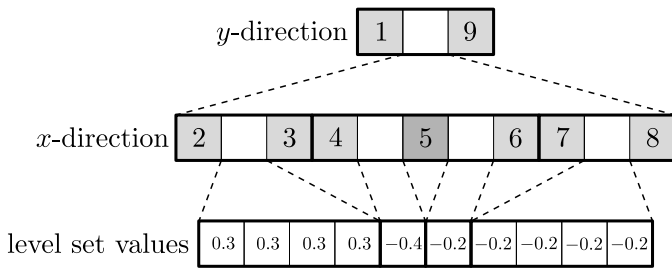 y-direction 1 9
x-direction 2 3 4 5 6 7 8
level set values 0.3 0.3 0.3 0.3 −0.4 −0.2 −0.2 −0.2 −0.2 −0.2